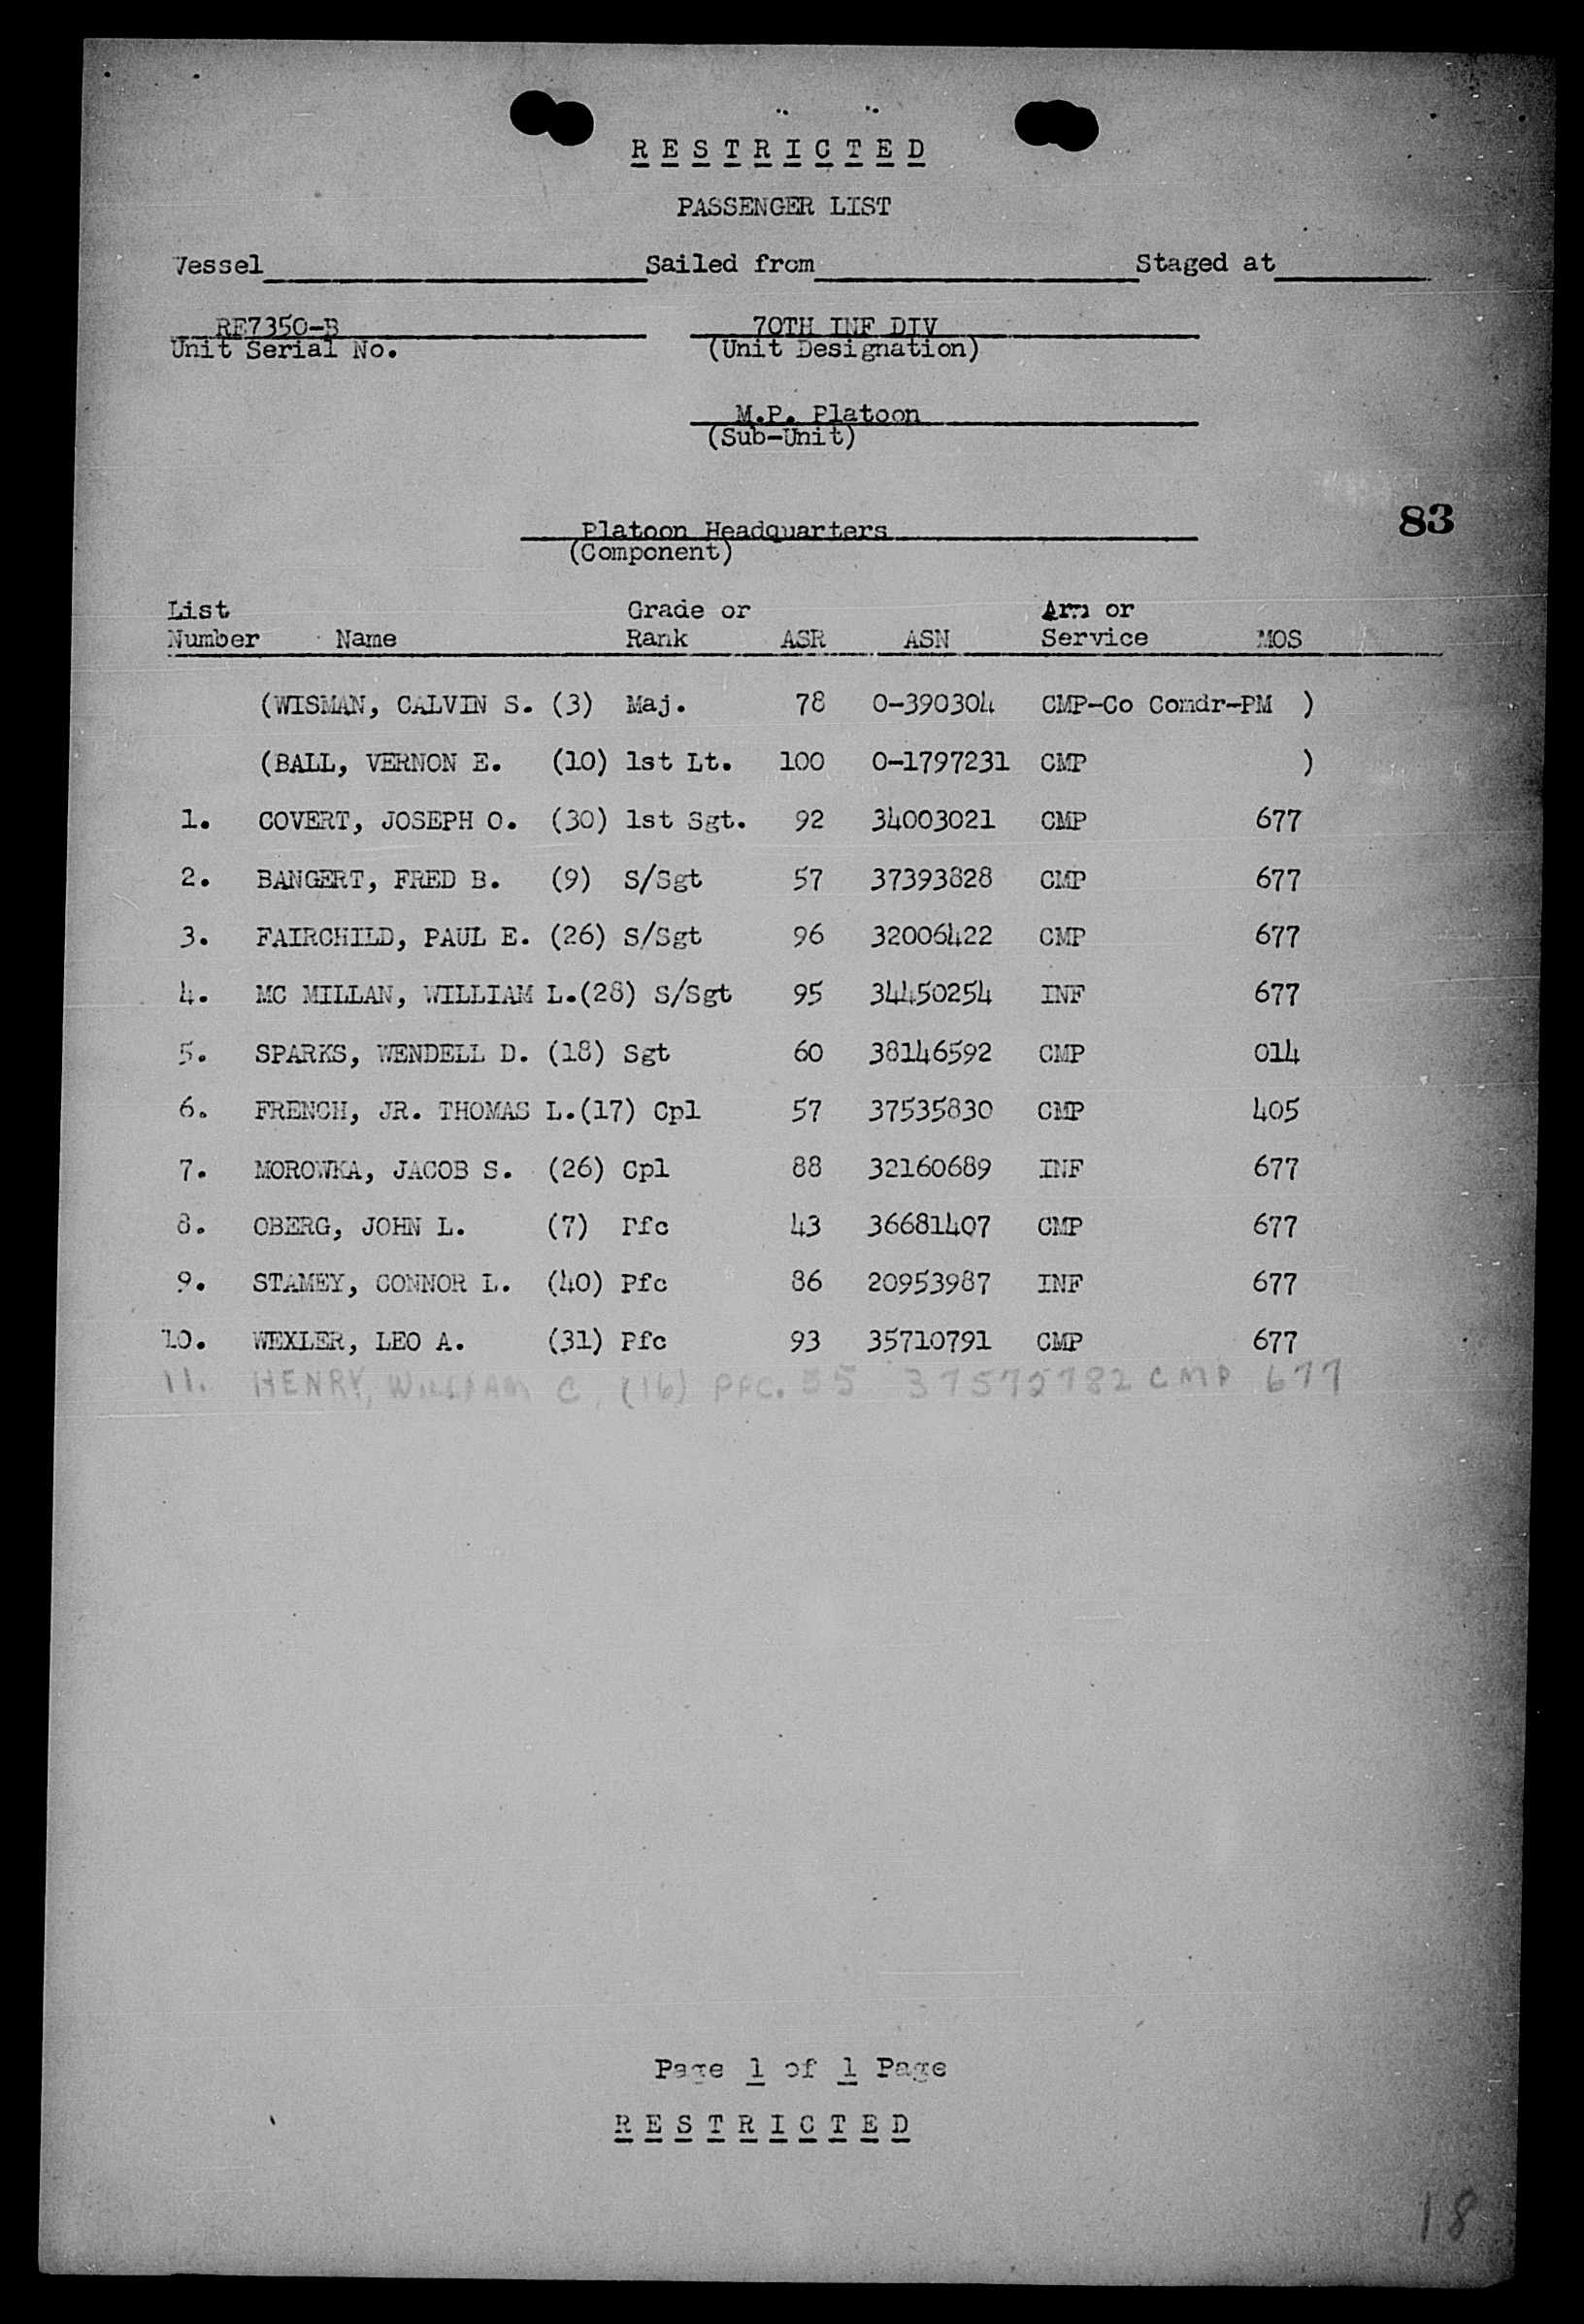 RESTRICTED
PASSENGER LIST
Vessel Sailed from Staged at
RE7350-B 70TH INF DIV
Unit Serial No. (Unit Designation)
M.P. Platoon
(Sub-Unit)
83
Platoon Headquarters
(Component)
List Grade or Arm or
Number Name Rank ASR ASN Service MOS
(WISMAN, CALVIN S. (3) Maj. 78 O-390304 CMP-Co Comdr-PM )
(BALL, VERNON E. (10) 1st Lt. 100 O-1797231 CMP )
1. COVERT, JOSEPH O. (30) 1st Sgt. 92 34003021 CMP 677
2. BANGERT, FRED B. (9) S/Sgt 57 37393828 CMP 677
3. FAIRCHILD, PAUL E. (26) S/Sgt 96 32006422 CMP 677
4. MC MILLAN, WILLIAM L.(28) S/Sgt 95 34450254 INF 677
5. SPARKS, WENDELL D. (18) Sgt 60 38146592 CMP 014
6. FRENCH, JR. THOMAS L.(17) Cpl 57 37535830 CMP 405
7. MOROWKA, JACOB S. (26) Cpl 88 32160689 INF 677
8. OBERG, JOHN L. (7) Pfc 43 36681407 CMP 677
9. STAMEY, CONNOR L. (40) Pfc 86 20953987 INF 677
10. WEXLER, LEO A. (31) Pfc 93 35710791 CMP 677
11. HENRY, WILLIAM C. (16) PFC. 55 37572782 CMP 677
Page 1 of 1 Page
RESTRICTED
18